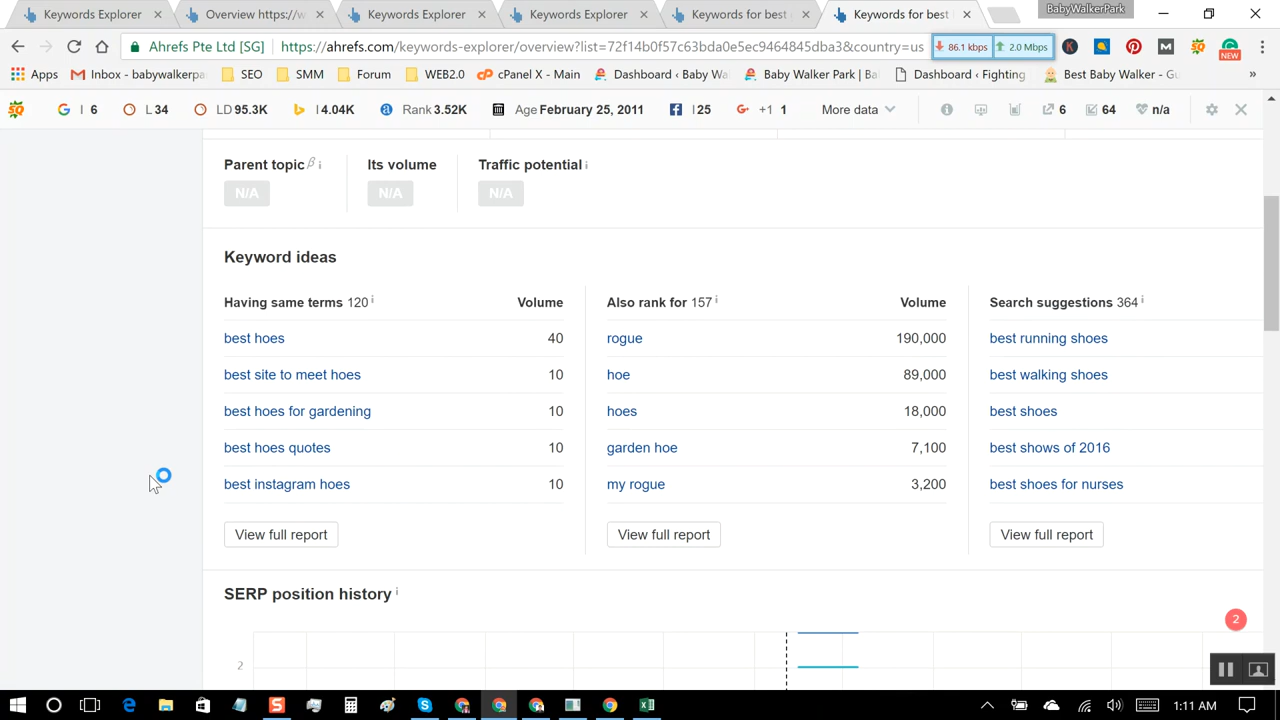 Keywords Explorer
Overview https://w
Keywords Explorer
Keywords Explorer
Keywords for best
Keywords for best
BabyWalkerPark
Ahrefs Pte Ltd [SG] https://ahrefs.com/keywords-explorer/overview?list=72f14b0f57c63bda0e5ec9464845dba3&country=us
86.1 kbps 2.0 Mbps
NEW
Apps Inbox - babywalkerpa SEO SMM Forum WEB2.0 cPanel X - Main Dashboard ‹ Baby Wa Baby Walker Park | Ba Dashboard ‹ Fighting Best Baby Walker - Gu »
I 6 L 34 LD 95.3K I 4.04K Rank 3.52K Age February 25, 2011 I 25 +1 1 More data 6 64 n/a
Parent topic β i Its volume Traffic potential i
N/A N/A N/A
Keyword ideas
Having same terms 120 i Volume Also rank for 157 i Volume Search suggestions 364 i
best hoes 40 rogue 190,000 best running shoes
best site to meet hoes 10 hoe 89,000 best walking shoes
best hoes for gardening 10 hoes 18,000 best shoes
best hoes quotes 10 garden hoe 7,100 best shows of 2016
best instagram hoes 10 my rogue 3,200 best shoes for nurses
View full report View full report View full report
SERP position history i
2
2
1:11 AM